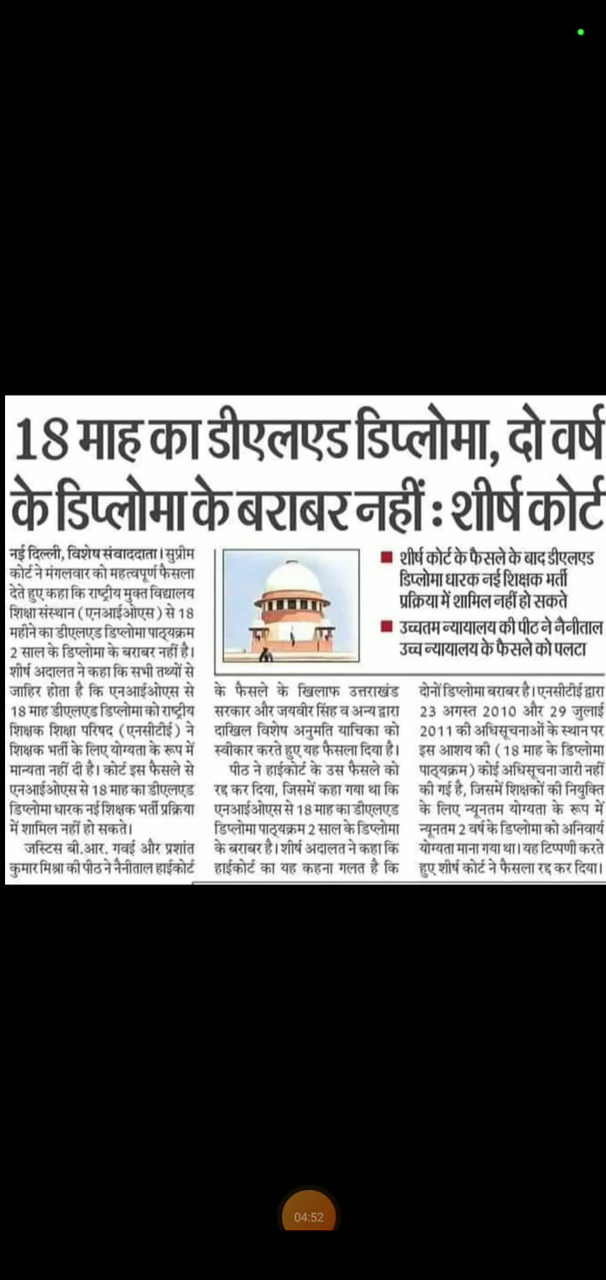 18 माह का डीएलएड डिप्लोमा, दो वर्ष
के डिप्लोमा के बराबर नहीं : शीर्ष कोर्ट
नई दिल्ली, विशेष संवाददाता। सुप्रीम
कोर्ट ने मंगलवार को महत्वपूर्ण फैसला
देते हुए कहा कि राष्ट्रीय मुक्त विद्यालय
शिक्षा संस्थान (एनआईओएस) से 18
महीने का डीएलएड डिप्लोमा पाठ्यक्रम
2 साल के डिप्लोमा के बराबर नहीं है।
शीर्ष अदालत ने कहा कि सभी तथ्यों से
जाहिर होता है कि एनआईओएस से
18 माह डीएलएड डिप्लोमा को राष्ट्रीय
शिक्षक शिक्षा परिषद (एनसीटीई) ने
शिक्षक भर्ती के लिए योग्यता के रूप में
मान्यता नहीं दी है। कोर्ट इस फैसले से
एनआईओएस से 18 माह का डीएलएड
डिप्लोमा धारक नई शिक्षक भर्ती प्रक्रिया
में शामिल नहीं हो सकते।
जस्टिस बी.आर. गवई और प्रशांत
कुमार मिश्रा की पीठ ने नैनीताल हाईकोर्ट
शीर्ष कोर्ट के फैसले के बाद डीएलएड
डिप्लोमा धारक नई शिक्षक भर्ती
प्रक्रिया में शामिल नहीं हो सकते
उच्चतम न्यायालय की पीठ ने नैनीताल
उच्च न्यायालय के फैसले को पलटा
के फैसले के खिलाफ उत्तराखंड
सरकार और जयवीर सिंह व अन्य द्वारा
दाखिल विशेष अनुमति याचिका को
स्वीकार करते हुए यह फैसला दिया है।
पीठ ने हाईकोर्ट के उस फैसले को
रद्द कर दिया, जिसमें कहा गया था कि
एनआईओएस से 18 माह का डीएलएड
डिप्लोमा पाठ्यक्रम 2 साल के डिप्लोमा
के बराबर है। शीर्ष अदालत ने कहा कि
हाईकोर्ट का यह कहना गलत है कि
दोनों डिप्लोमा बराबर है। एनसीटीई द्वारा
23 अगस्त 2010 और 29 जुलाई
2011 की अधिसूचनाओं के स्थान पर
इस आशय की (18 माह के डिप्लोमा
पाठ्यक्रम) कोई अधिसूचना जारी नहीं
की गई है, जिसमें शिक्षकों की नियुक्ति
के लिए न्यूनतम योग्यता के रूप में
न्यूनतम 2 वर्ष के डिप्लोमा को अनिवार्य
योग्यता माना गया था। यह टिप्पणी करते
हुए शीर्ष कोर्ट ने फैसला रद्द कर दिया।
04:52